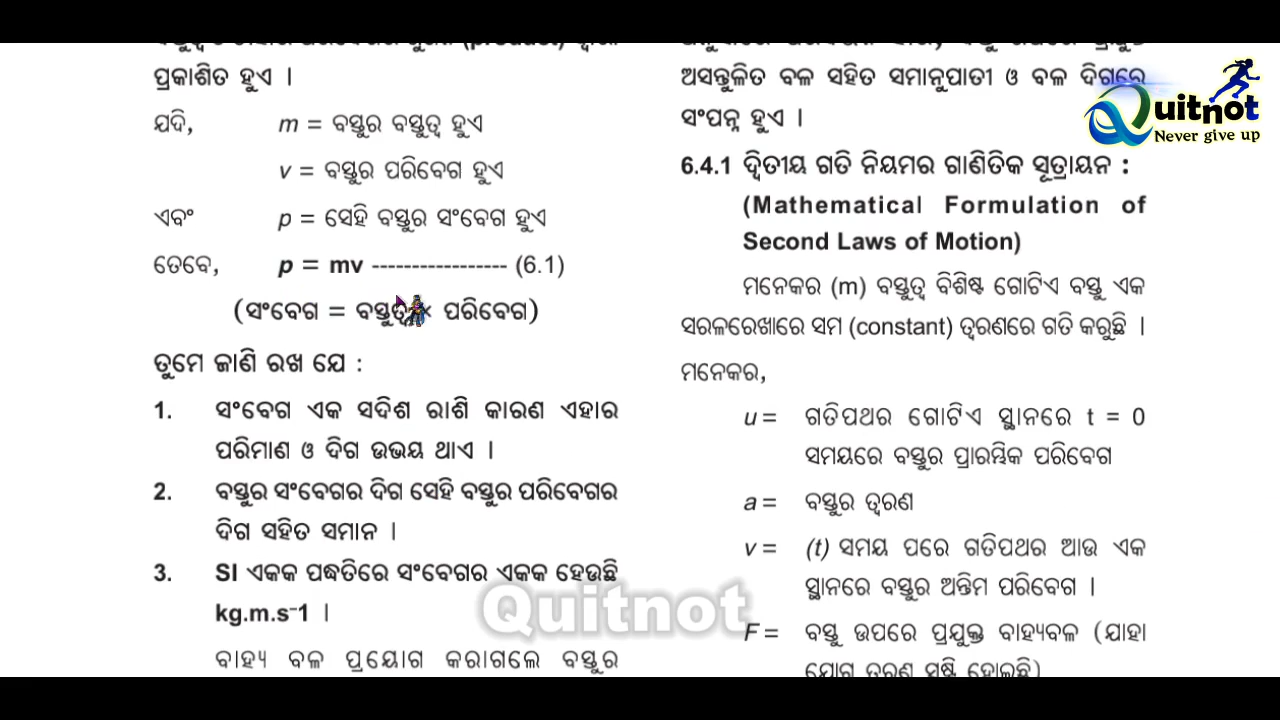 (product)
ପ୍ରକାଶିତ ହୁଏ ।
ଯଦି, m = ବସ୍ତୁର ବସ୍ତୁତ୍ୱ ହୁଏ
v = ବସ୍ତୁର ପରିବେଗ ହୁଏ
ଏବଂ p = ସେହି ବସ୍ତୁର ସଂବେଗ ହୁଏ
ତେବେ, p = mv ----------------- (6.1)
(ସଂବେଗ = ବସ୍ତୁତ୍ୱ × ପରିବେଗ)
ତୁମେ ଜାଣି ରଖ ଯେ :
1. ସଂବେଗ ଏକ ସଦିଶ ରାଶି କାରଣ ଏହାର
ପରିମାଣ ଓ ଦିଗ ଉଭୟ ଥାଏ ।
2. ବସ୍ତୁର ସଂବେଗର ଦିଗ ସେହି ବସ୍ତୁର ପରିବେଗର
ଦିଗ ସହିତ ସମାନ ।
3. SI ଏକକ ପଦ୍ଧତିରେ ସଂବେଗର ଏକକ ହେଉଛି
kg.m.s⁻1 ।
ବାହ୍ୟ ବଳ ପ୍ରୟୋଗ କରାଗଲେ ବସ୍ତୁର
ଅସନ୍ତୁଳିତ ବଳ ସହିତ ସମାନୁପାତୀ ଓ ବଳ ଦିଗରେ
ସଂପନ୍ନ ହୁଏ ।
6.4.1 ଦ୍ୱିତୀୟ ଗତି ନିୟମର ଗାଣିତିକ ସୂତ୍ରାୟନ :
(Mathematical Formulation of
Second Laws of Motion)
ମନେକର (m) ବସ୍ତୁତ୍ୱ ବିଶିଷ୍ଟ ଗୋଟିଏ ବସ୍ତୁ ଏକ
ସରଳରେଖାରେ ସମ (constant) ତ୍ୱରଣରେ ଗତି କରୁଛି ।
ମନେକର,
u = ଗତିପଥର ଗୋଟିଏ ସ୍ଥାନରେ t = 0
ସମୟରେ ବସ୍ତୁର ପ୍ରାରମ୍ଭିକ ପରିବେଗ
a = ବସ୍ତୁର ତ୍ୱରଣ
v = (t) ସମୟ ପରେ ଗତିପଥର ଆଉ ଏକ
ସ୍ଥାନରେ ବସ୍ତୁର ଅନ୍ତିମ ପରିବେଗ ।
F = ବସ୍ତୁ ଉପରେ ପ୍ରଯୁକ୍ତ ବାହ୍ୟବଳ (ଯାହା
ଯୋଗୁ ତ୍ୱରଣ ସୃଷ୍ଟି ହୋଇଛି)
Quitnot
Never give up
Quitnot